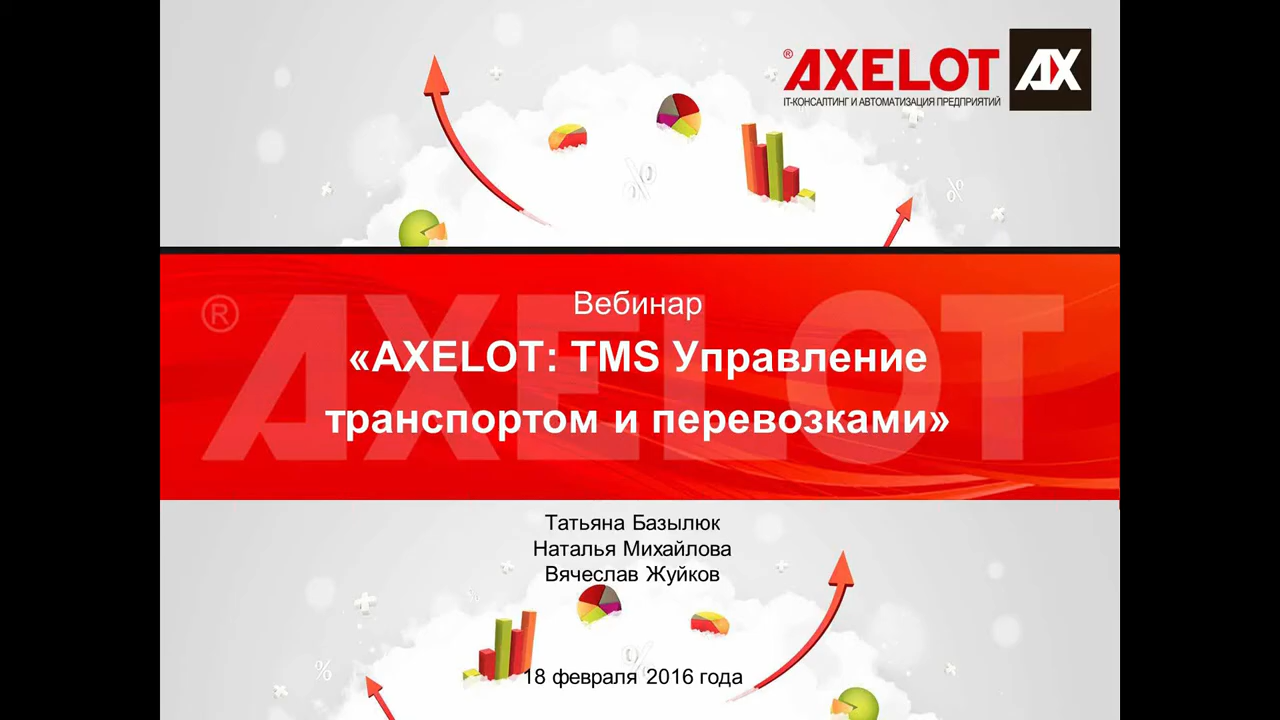 ® AXELOT AX
IT-КОНСАЛТИНГ И АВТОМАТИЗАЦИЯ ПРЕДПРИЯТИЙ
® AXELOT
Вебинар
«AXELOT: TMS Управление
транспортом и перевозками»
Татьяна Базылюк
Наталья Михайлова
Вячеслав Жуйков
18 февраля 2016 года